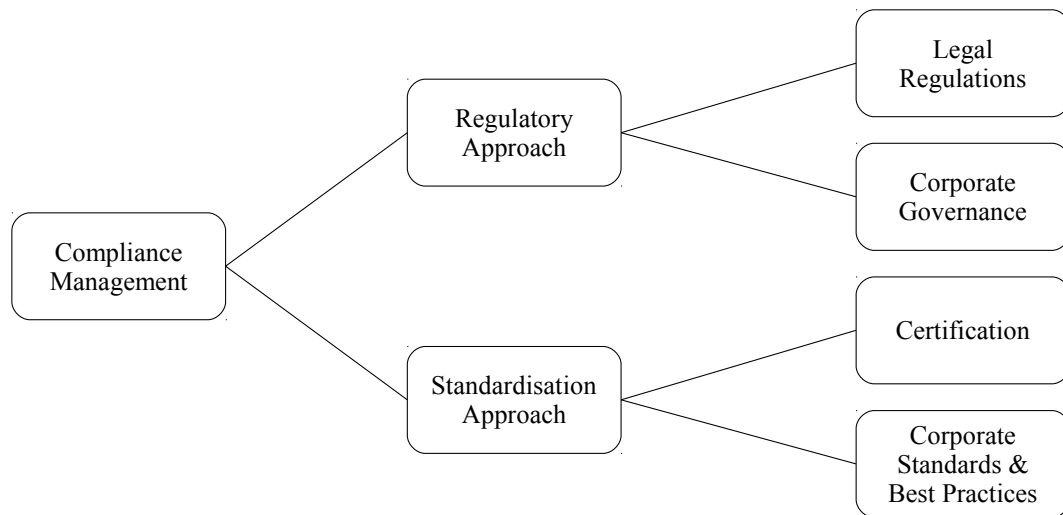 Compliance
Management
Regulatory
Approach
Standardisation
Approach
Legal
Regulations
Corporate
Governance
Certification
Corporate
Standards &
Best Practices